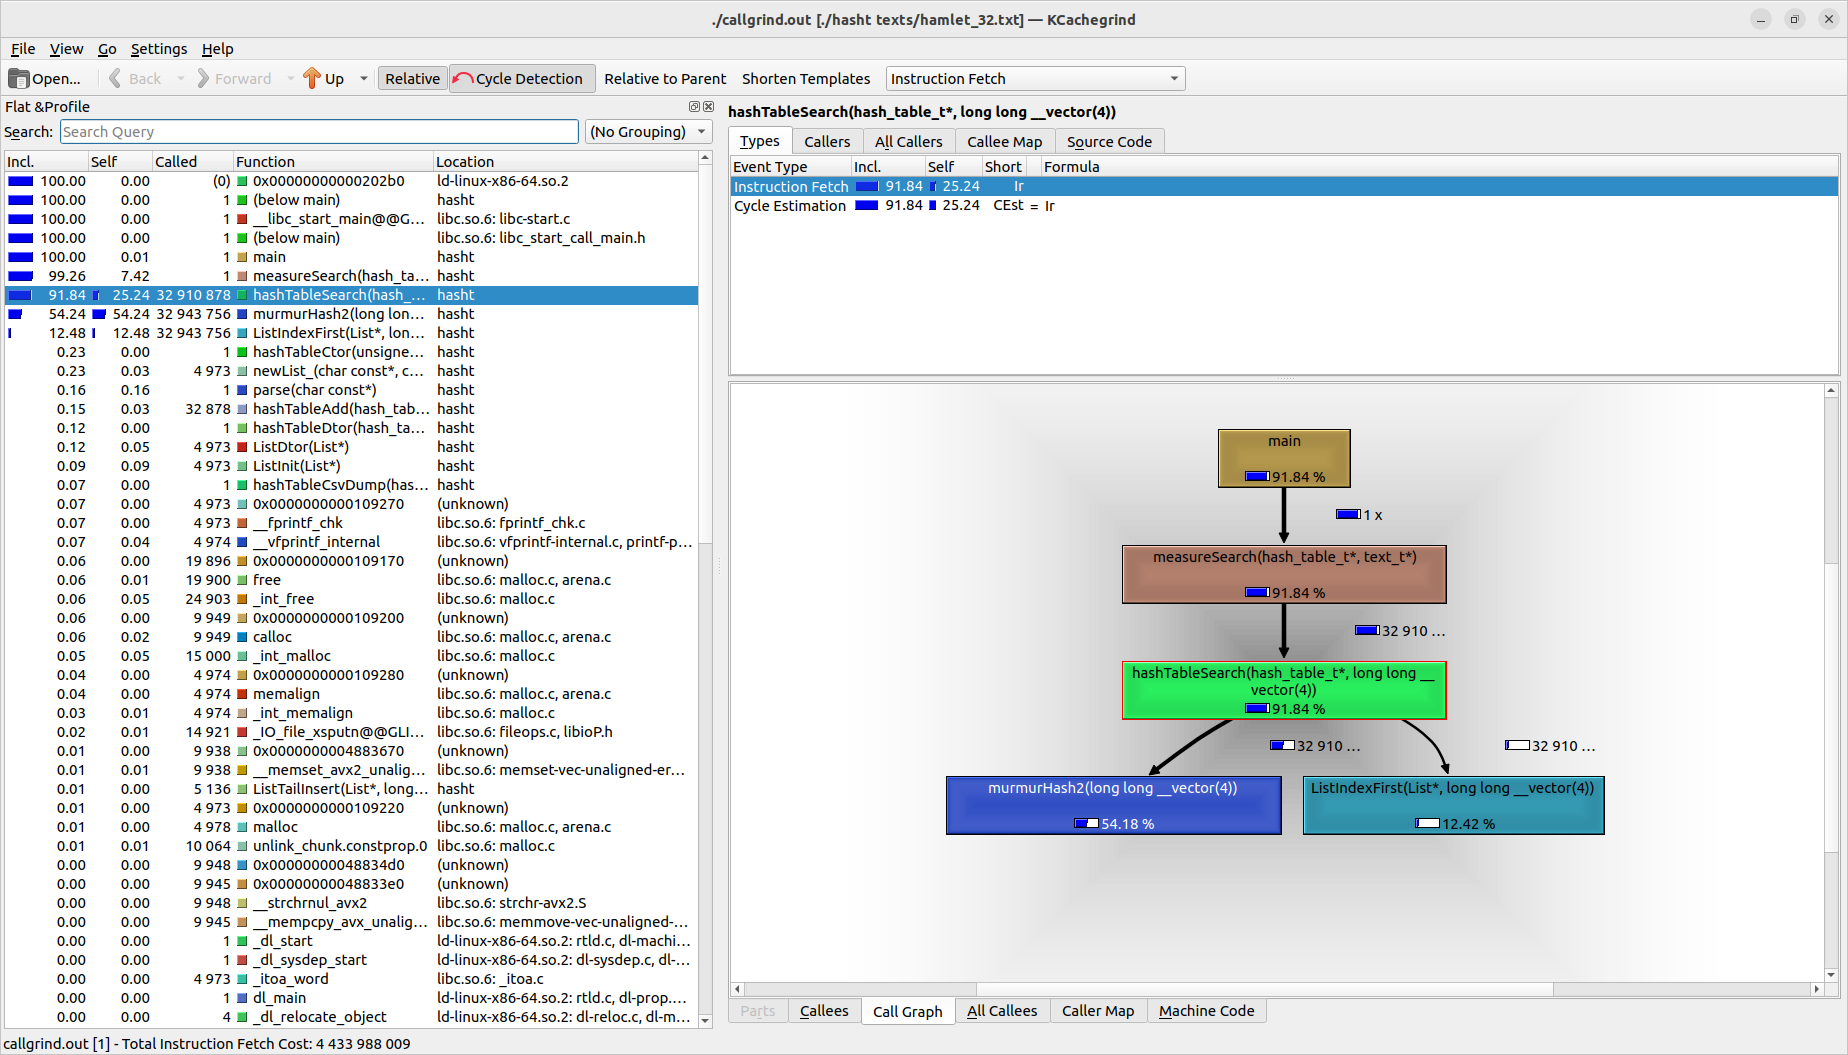 ./callgrind.out [./hasht texts/hamlet_32.txt] — KCachegrind
File View Go Settings Help
Open... Back Forward Up Relative Cycle Detection Relative to Parent Shorten Templates Instruction Fetch
Flat &Profile
Search: Search Query (No Grouping)
Incl. Self Called Function Location
100.00 0.00 (0) 0x00000000000202b0 ld-linux-x86-64.so.2
100.00 0.00 1 (below main) hasht
100.00 0.00 1 __libc_start_main@@G... libc.so.6: libc-start.c
100.00 0.00 1 (below main) libc.so.6: libc_start_call_main.h
100.00 0.01 1 main hasht
99.26 7.42 1 measureSearch(hash_ta... hasht
91.84 25.24 32 910 878 hashTableSearch(hash_... hasht
54.24 54.24 32 943 756 murmurHash2(long lon... hasht
12.48 12.48 32 943 756 ListIndexFirst(List*, lon... hasht
0.23 0.00 1 hashTableCtor(unsigne... hasht
0.23 0.03 4 973 newList_(char const*, c... hasht
0.16 0.16 1 parse(char const*) hasht
0.15 0.03 32 878 hashTableAdd(hash_tab... hasht
0.12 0.00 1 hashTableDtor(hash_ta... hasht
0.12 0.05 4 973 ListDtor(List*) hasht
0.09 0.09 4 973 ListInit(List*) hasht
0.07 0.00 1 hashTableCsvDump(has... hasht
0.07 0.00 4 973 0x0000000000109270 (unknown)
0.07 0.00 4 973 __fprintf_chk libc.so.6: fprintf_chk.c
0.07 0.04 4 974 __vfprintf_internal libc.so.6: vfprintf-internal.c, printf-p...
0.06 0.00 19 896 0x0000000000109170 (unknown)
0.06 0.01 19 900 free libc.so.6: malloc.c, arena.c
0.06 0.05 24 903 _int_free libc.so.6: malloc.c
0.06 0.00 9 949 0x0000000000109200 (unknown)
0.06 0.02 9 949 calloc libc.so.6: malloc.c, arena.c
0.05 0.05 15 000 _int_malloc libc.so.6: malloc.c
0.04 0.00 4 974 0x0000000000109280 (unknown)
0.04 0.00 4 974 memalign libc.so.6: malloc.c, arena.c
0.03 0.01 4 974 _int_memalign libc.so.6: malloc.c
0.02 0.01 14 921 _IO_file_xsputn@@GLI... libc.so.6: fileops.c, libioP.h
0.01 0.00 9 938 0x0000000004883670 (unknown)
0.01 0.01 9 938 __memset_avx2_unalig... libc.so.6: memset-vec-unaligned-er...
0.01 0.00 5 136 ListTailInsert(List*, long... hasht
0.01 0.00 4 973 0x0000000000109220 (unknown)
0.01 0.01 4 978 malloc libc.so.6: malloc.c, arena.c
0.01 0.01 10 064 unlink_chunk.constprop.0 libc.so.6: malloc.c
0.00 0.00 9 948 0x00000000048834d0 (unknown)
0.00 0.00 9 945 0x00000000048833e0 (unknown)
0.00 0.00 9 948 __strchrnul_avx2 libc.so.6: strchr-avx2.S
0.00 0.00 9 945 __mempcpy_avx_unalig... libc.so.6: memmove-vec-unaligned-...
0.00 0.00 1 _dl_start ld-linux-x86-64.so.2: rtld.c, dl-machi...
0.00 0.00 1 _dl_sysdep_start ld-linux-x86-64.so.2: dl-sysdep.c, dl-...
0.00 0.00 4 973 _itoa_word libc.so.6: _itoa.c
0.00 0.00 1 dl_main ld-linux-x86-64.so.2: rtld.c, dl-prop....
0.00 0.00 4 _dl_relocate_object ld-linux-x86-64.so.2: dl-reloc.c, dl-m...
hashTableSearch(hash_table_t*, long long __vector(4))
Types Callers All Callers Callee Map Source Code
Event Type Incl. Self Short Formula
Instruction Fetch 91.84 25.24 Ir
Cycle Estimation 91.84 25.24 CEst = Ir
main
91.84 %
1 x
measureSearch(hash_table_t*, text_t*)
91.84 %
32 910 ...
hashTableSearch(hash_table_t*, long long __
vector(4))
91.84 %
32 910 ... 32 910 ...
murmurHash2(long long __vector(4)) ListIndexFirst(List*, long long __vector(4))
54.18 % 12.42 %
Parts Callees Call Graph All Callees Caller Map Machine Code
callgrind.out [1] - Total Instruction Fetch Cost: 4 433 988 009